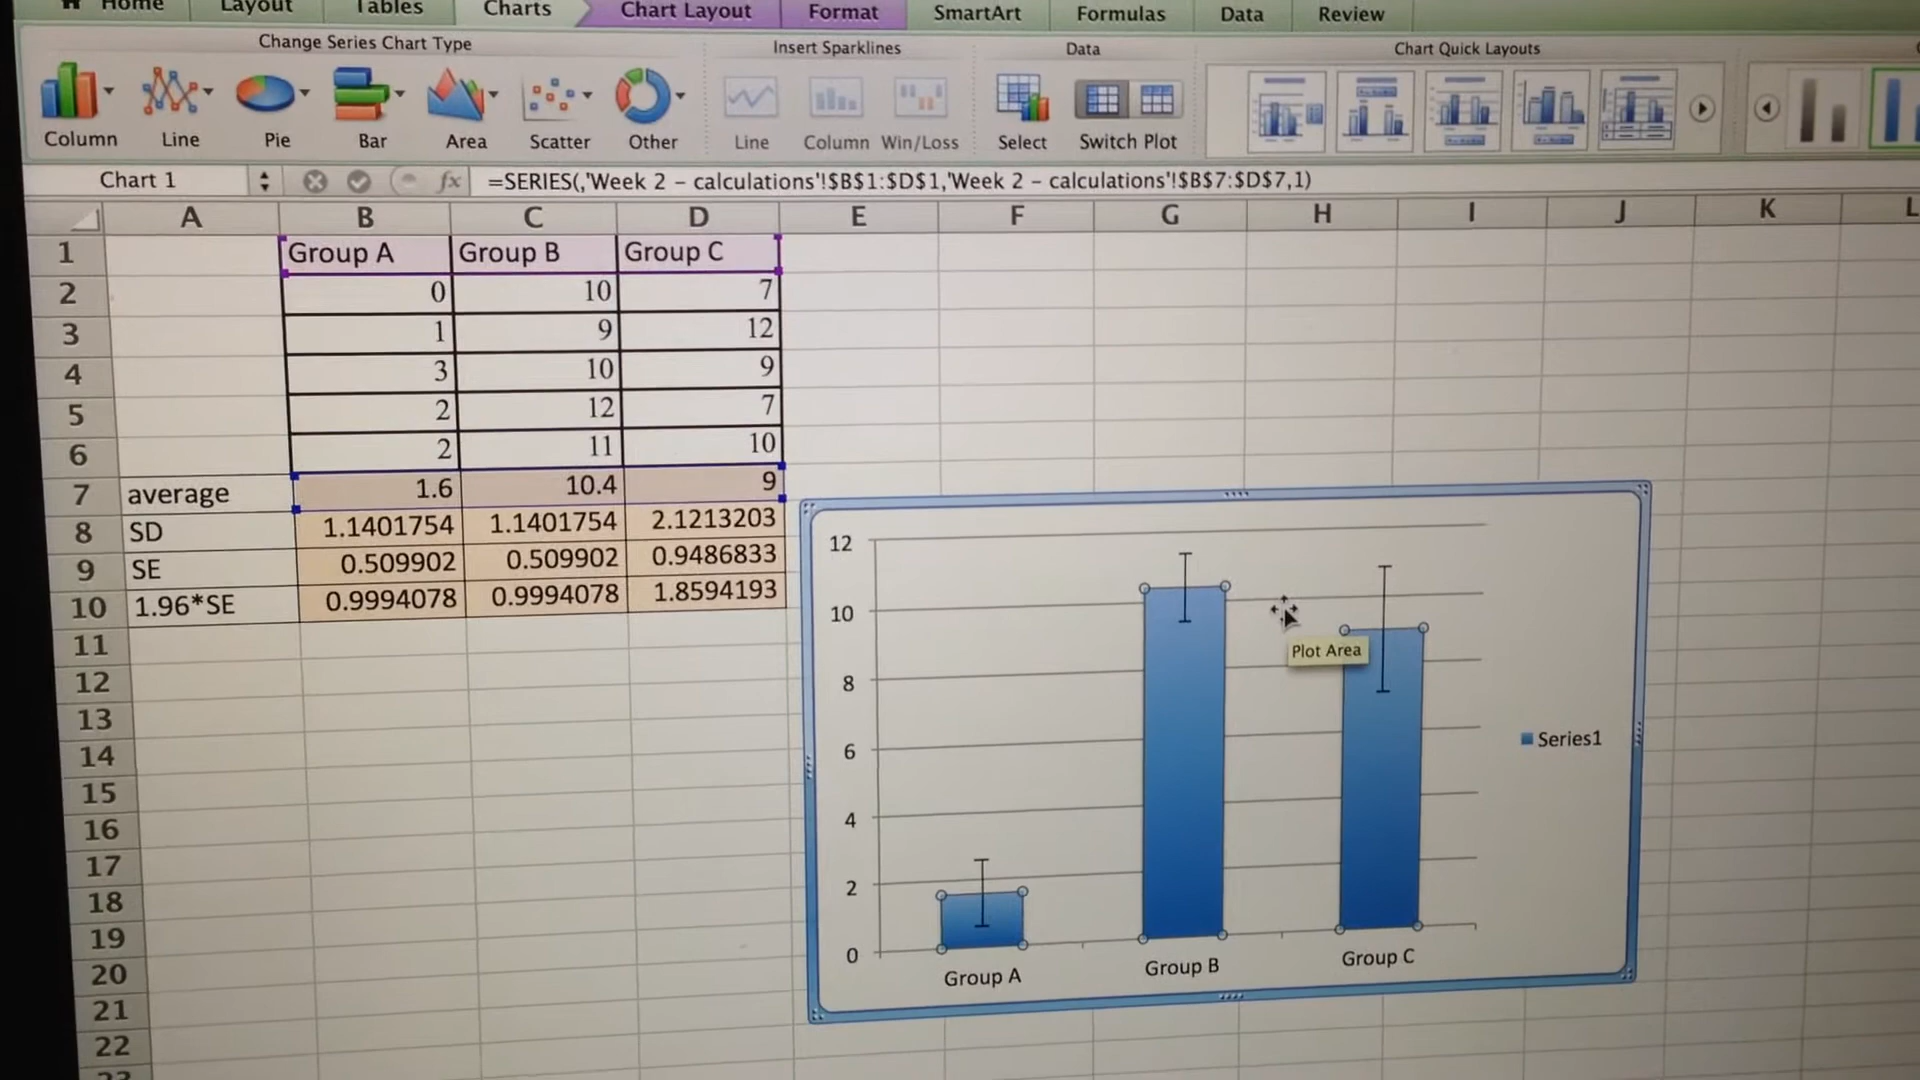 Home Layout Tables Charts Chart Layout Format SmartArt Formulas Data Review
Change Series Chart Type Insert Sparklines Data Chart Quick Layouts
Column Line Pie Bar Area Scatter Other Line Column Win/Loss Select Switch Plot
Chart 1 fx =SERIES(,'Week 2 - calculations'!$B$1:$D$1,'Week 2 - calculations'!$B$7:$D$7,1)
A B C D E F G H I J K L
1 Group A Group B Group C
2 0 10 7
3 1 9 12
4 3 10 9
5 2 12 7
6 2 11 10
7 average 1.6 10.4 9
8 SD 1.1401754 1.1401754 2.1213203
9 SE 0.509902 0.509902 0.9486833
10 1.96*SE 0.9994078 0.9994078 1.8594193
11
12
13
14
15
16
17
18
19
20
21
22
23
12
10
8
6
4
2
0
Plot Area
Series1
Group A Group B Group C